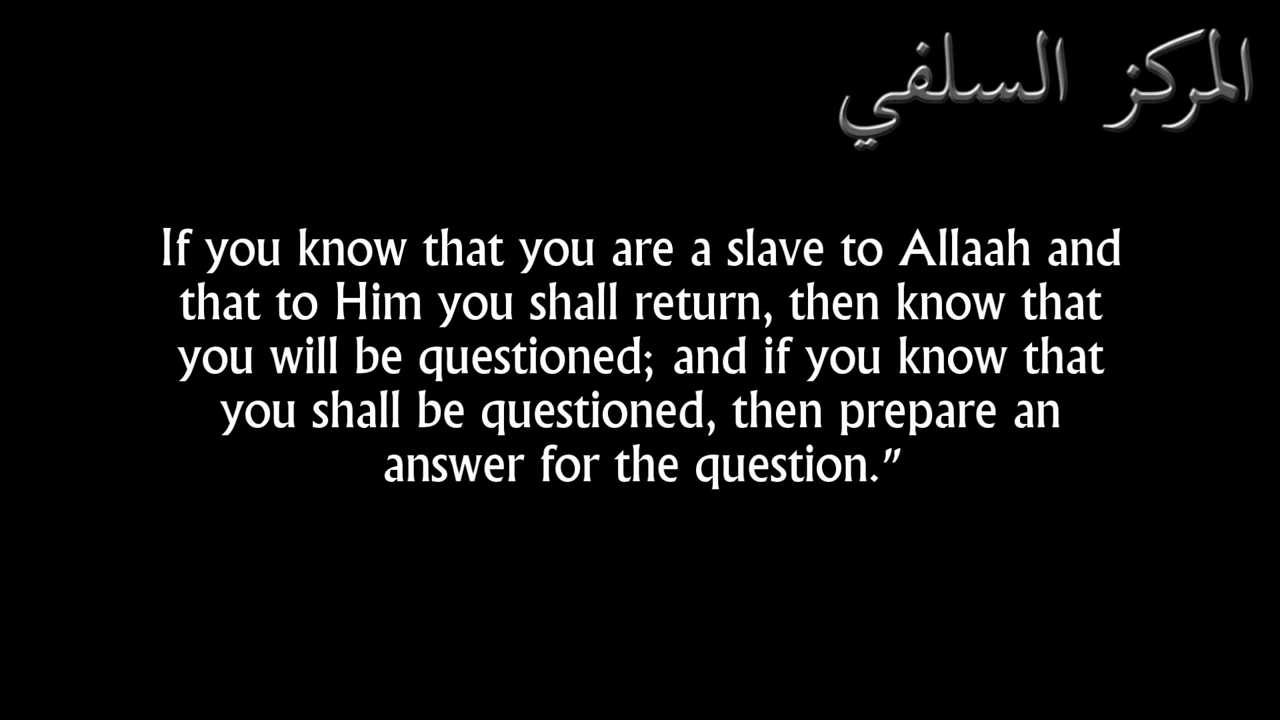 المركز السلفي
If you know that you are a slave to Allaah and
that to Him you shall return, then know that
you will be questioned; and if you know that
you shall be questioned, then prepare an
answer for the question.”